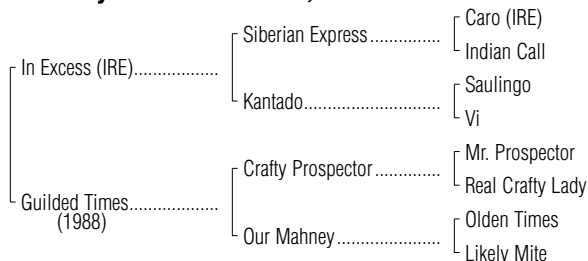 Caro (IRE)
Siberian Express................
Indian Call
In Excess (IRE)...................
Saulingo
Kantado...............................
Vi
Mr. Prospector
Crafty Prospector ...............
Real Crafty Lady
Guilded Times....................
(1988)
Olden Times
Our Mahney........................
Likely Mite